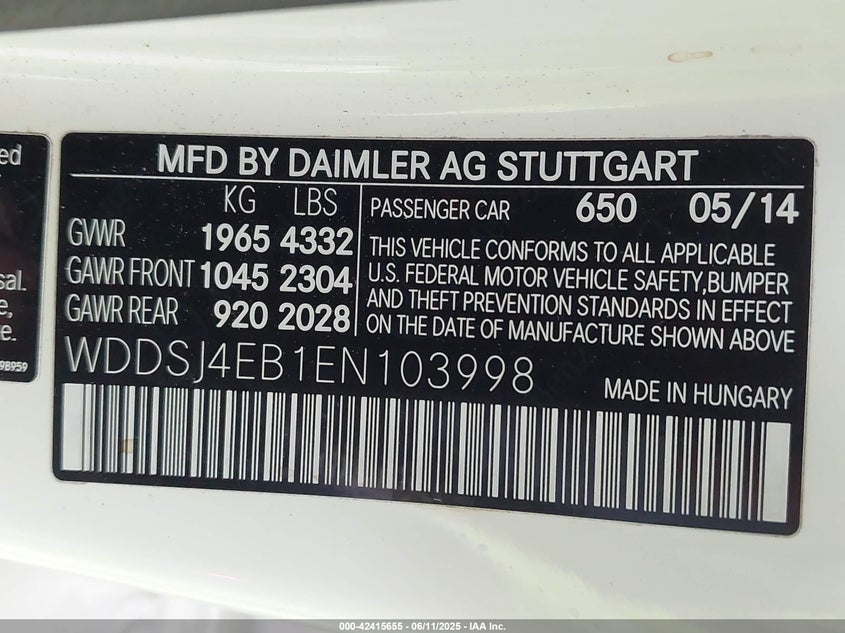 ed
sal.
e,
e.
98959
MFD BY DAIMLER AG STUTTGART
KG LBS
GVWR 1965 4332
GAWR FRONT 1045 2304
GAWR REAR 920 2028
PASSENGER CAR 650 05/14
THIS VEHICLE CONFORMS TO ALL APPLICABLE
U.S. FEDERAL MOTOR VEHICLE SAFETY,BUMPER
AND THEFT PREVENTION STANDARDS IN EFFECT
ON THE DATE OF MANUFACTURE SHOWN ABOVE
WDDSJ4EB1EN103998
MADE IN HUNGARY
000-42415655 - 06/11/2025 - IAA Inc.